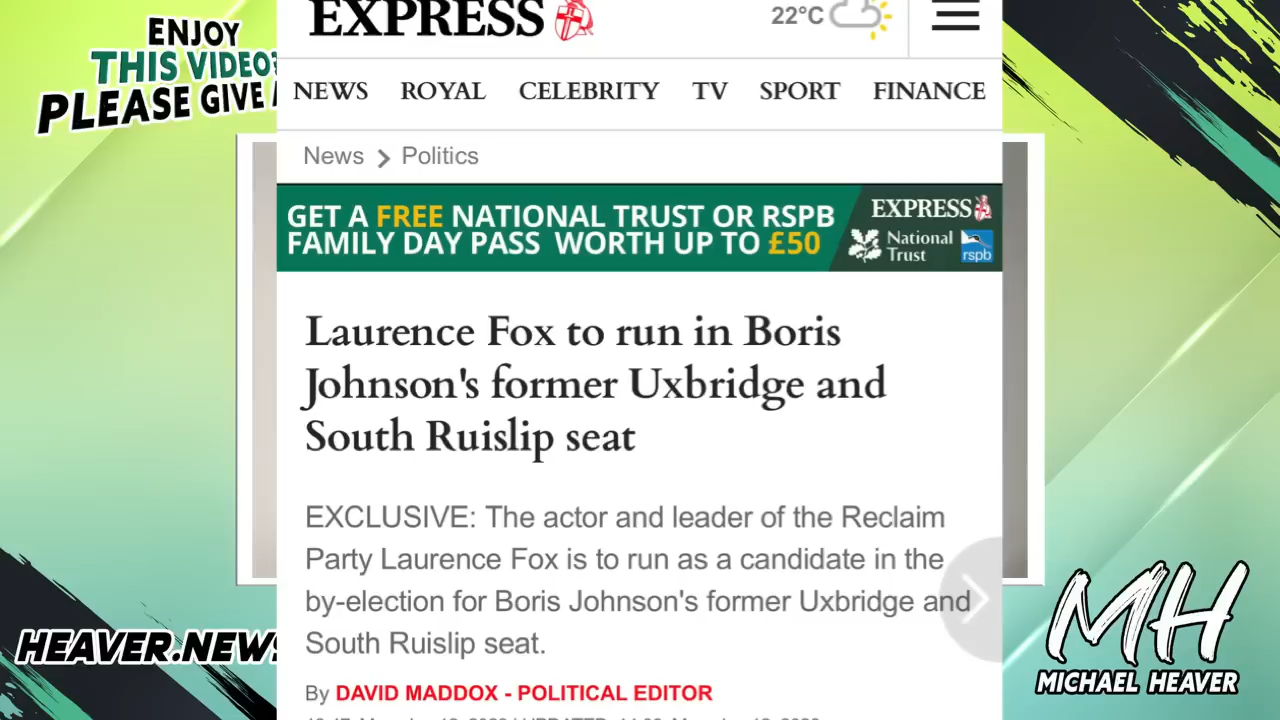 ENJOY
THIS VIDEO?
PLEASE GIVE
EXPRESS
22°C
NEWS ROYAL CELEBRITY TV SPORT FINANCE
News > Politics
GET A FREE NATIONAL TRUST OR RSPB
FAMILY DAY PASS WORTH UP TO £50
EXPRESS
National
Trust
rspb
Laurence Fox to run in Boris
Johnson's former Uxbridge and
South Ruislip seat
EXCLUSIVE: The actor and leader of the Reclaim
Party Laurence Fox is to run as a candidate in the
by-election for Boris Johnson's former Uxbridge and
South Ruislip seat.
By DAVID MADDOX - POLITICAL EDITOR
HEAVER.NEWS
MH
MICHAEL HEAVER